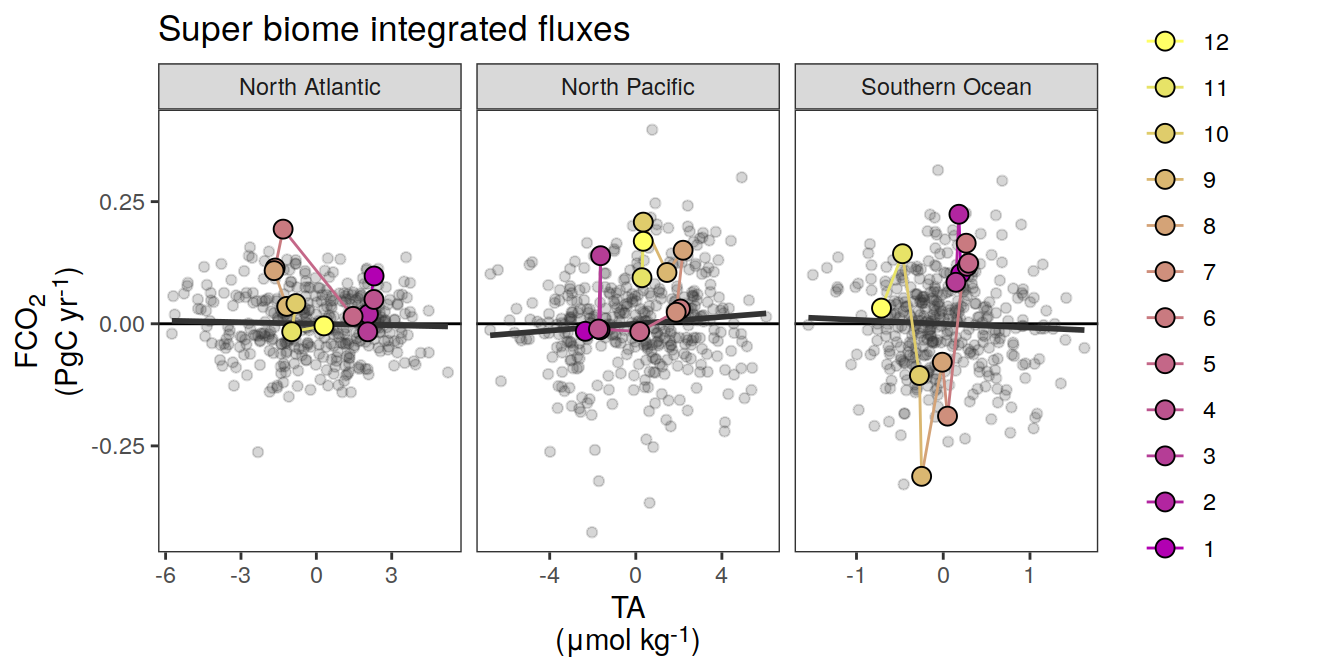 Super biome integrated fluxes
North Atlantic
North Pacific
Southern Ocean
FCO₂
(PgC yr⁻¹)
0.25
0.00
-0.25
-6 -3 0 3
-4 0 4
-1 0 1
TA
(μmol kg⁻¹)
12
11
10
9
8
7
6
5
4
3
2
1